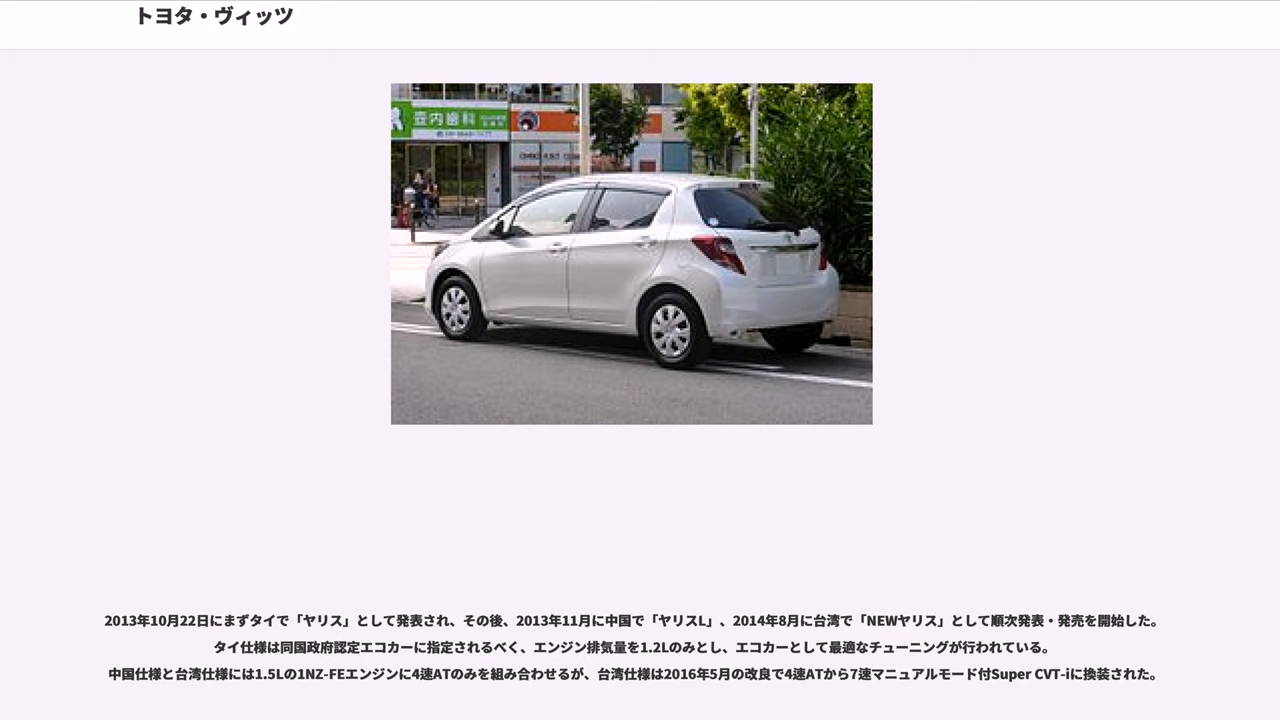 トヨタ・ヴィッツ
壺内歯科
2013年10月22日にまずタイで「ヤリス」として発表され、その後、2013年11月に中国で「ヤリスL」、2014年8月に台湾で「NEWヤリス」として順次発表・発売を開始した。
タイ仕様は同国政府認定エコカーに指定されるべく、エンジン排気量を1.2Lのみとし、エコカーとして最適なチューニングが行われている。
中国仕様と台湾仕様には1.5Lの1NZ-FEエンジンに4速ATのみを組み合わせるが、台湾仕様は2016年5月の改良で4速ATから7速マニュアルモード付Super CVT-iに換装された。